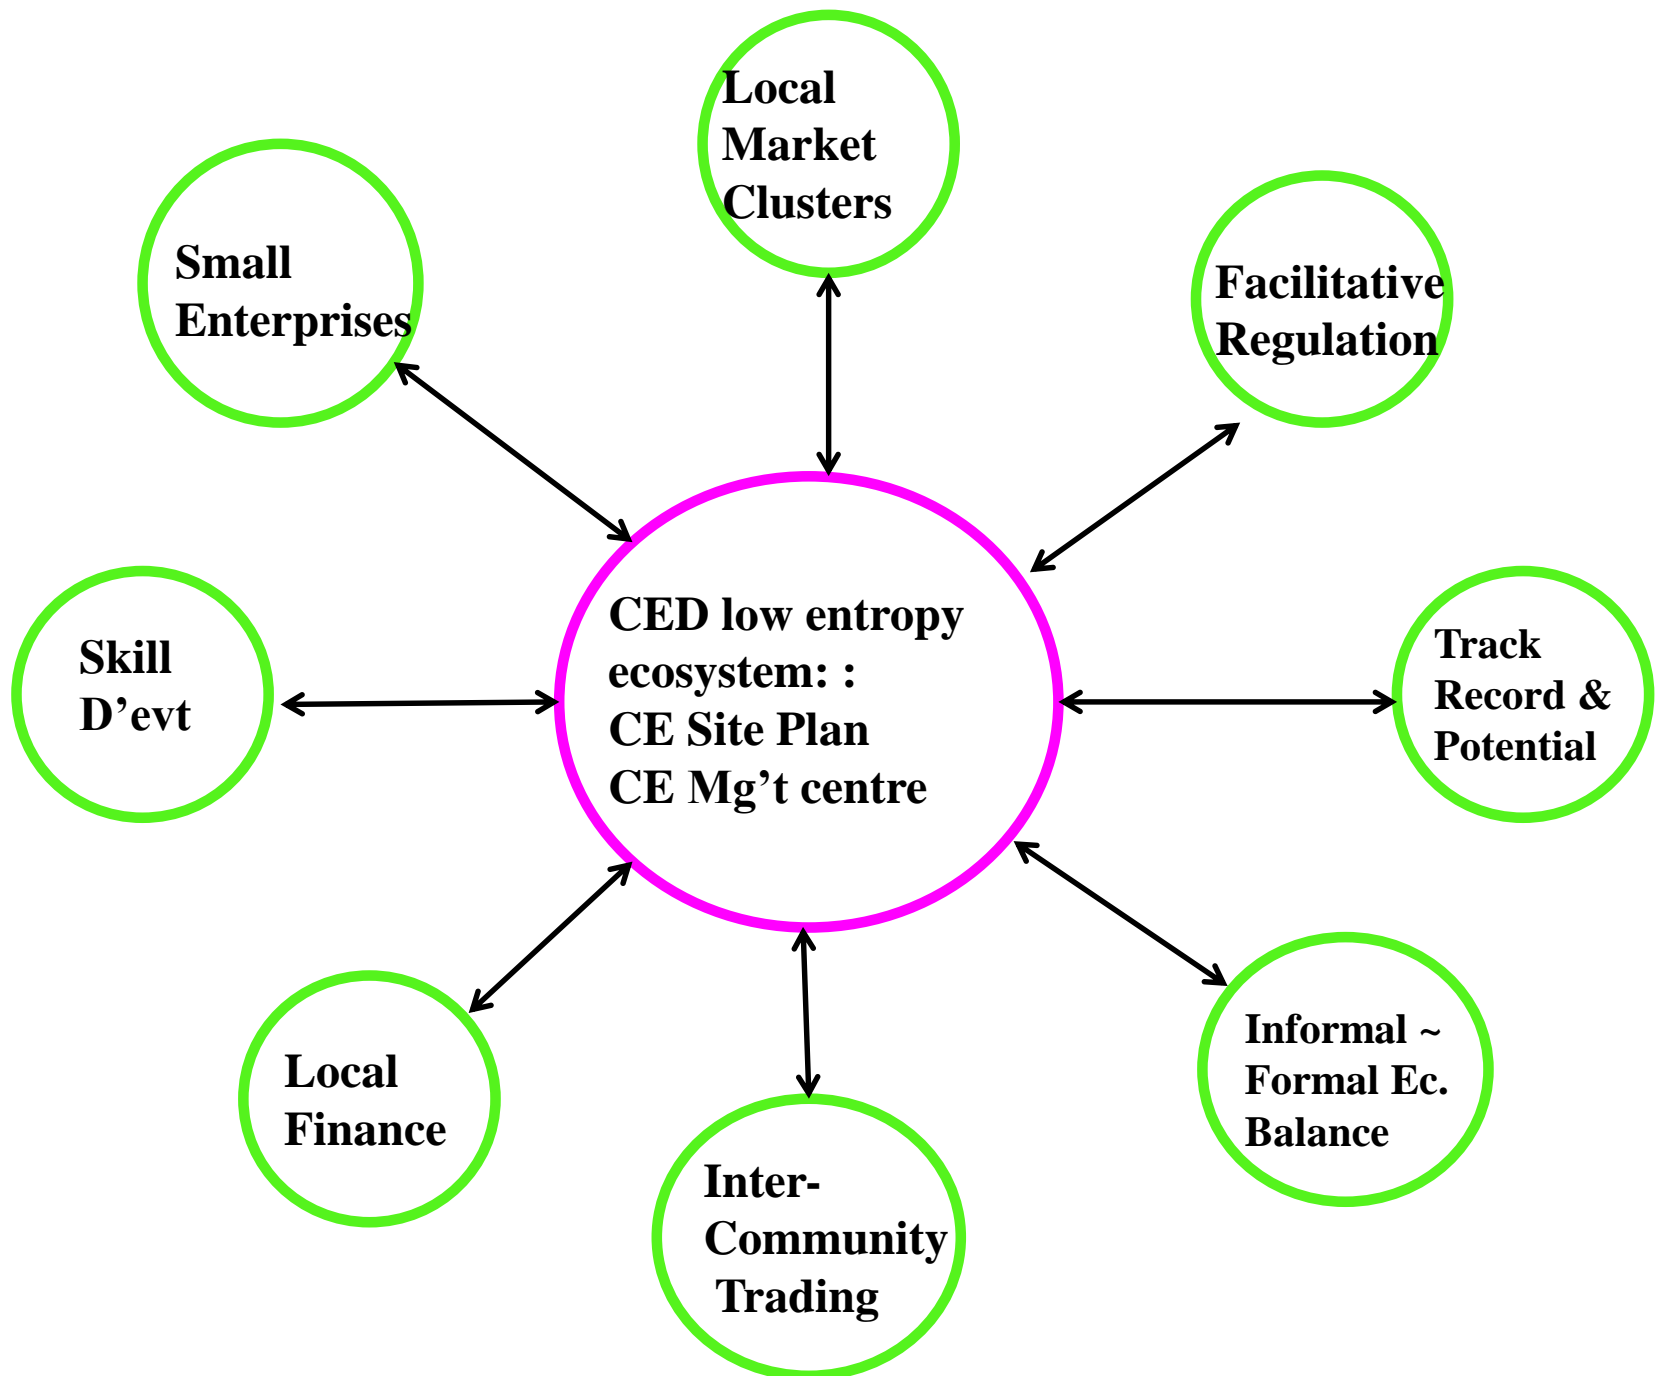 Local
Market
Clusters
Small
Enterprises
Facilitative
Regulation
CED low entropy
ecosystem: :
CE Site Plan
CE Mg’t centre
Skill
D’evt
Track
Record &
Potential
Local
Finance
Informal ~
Formal Ec.
Balance
Inter-
Community
Trading